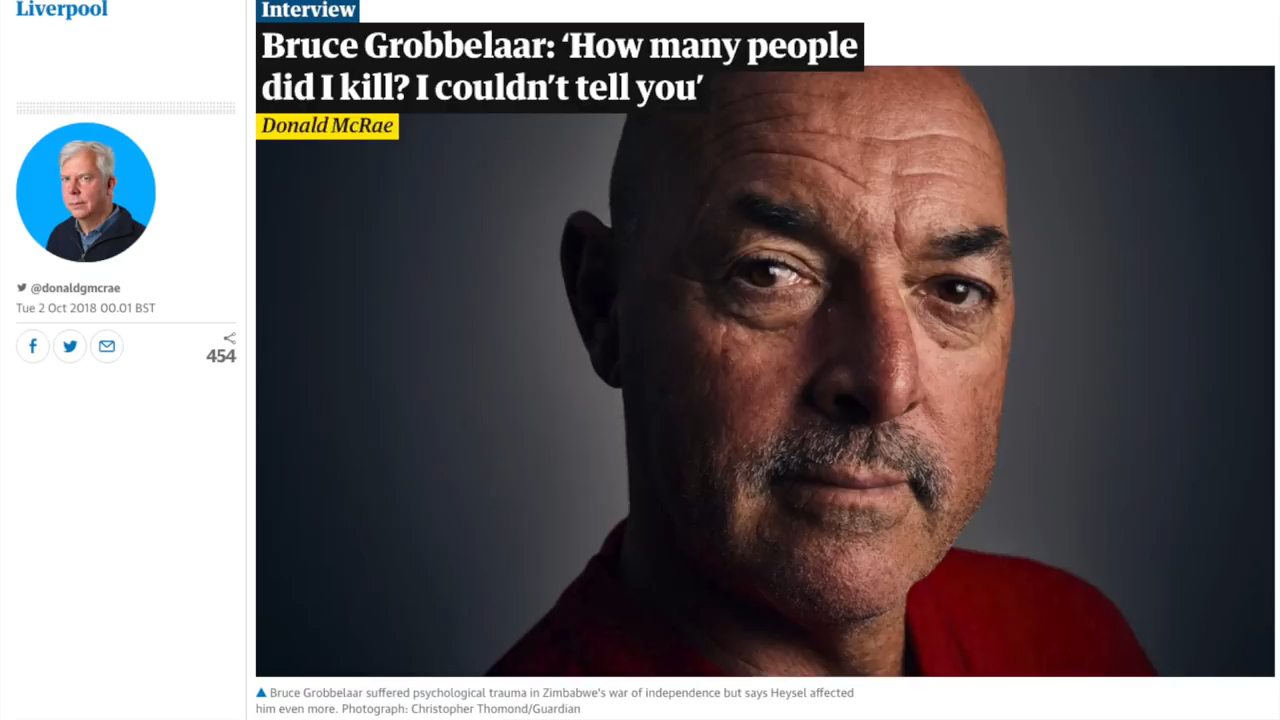 Liverpool
Interview
Bruce Grobbelaar: ‘How many people
did I kill? I couldn’t tell you’
Donald McRae
@donaldgmcrae
Tue 2 Oct 2018 00.01 BST
454
Bruce Grobbelaar suffered psychological trauma in Zimbabwe’s war of independence but says Heysel affected
him even more. Photograph: Christopher Thomond/Guardian